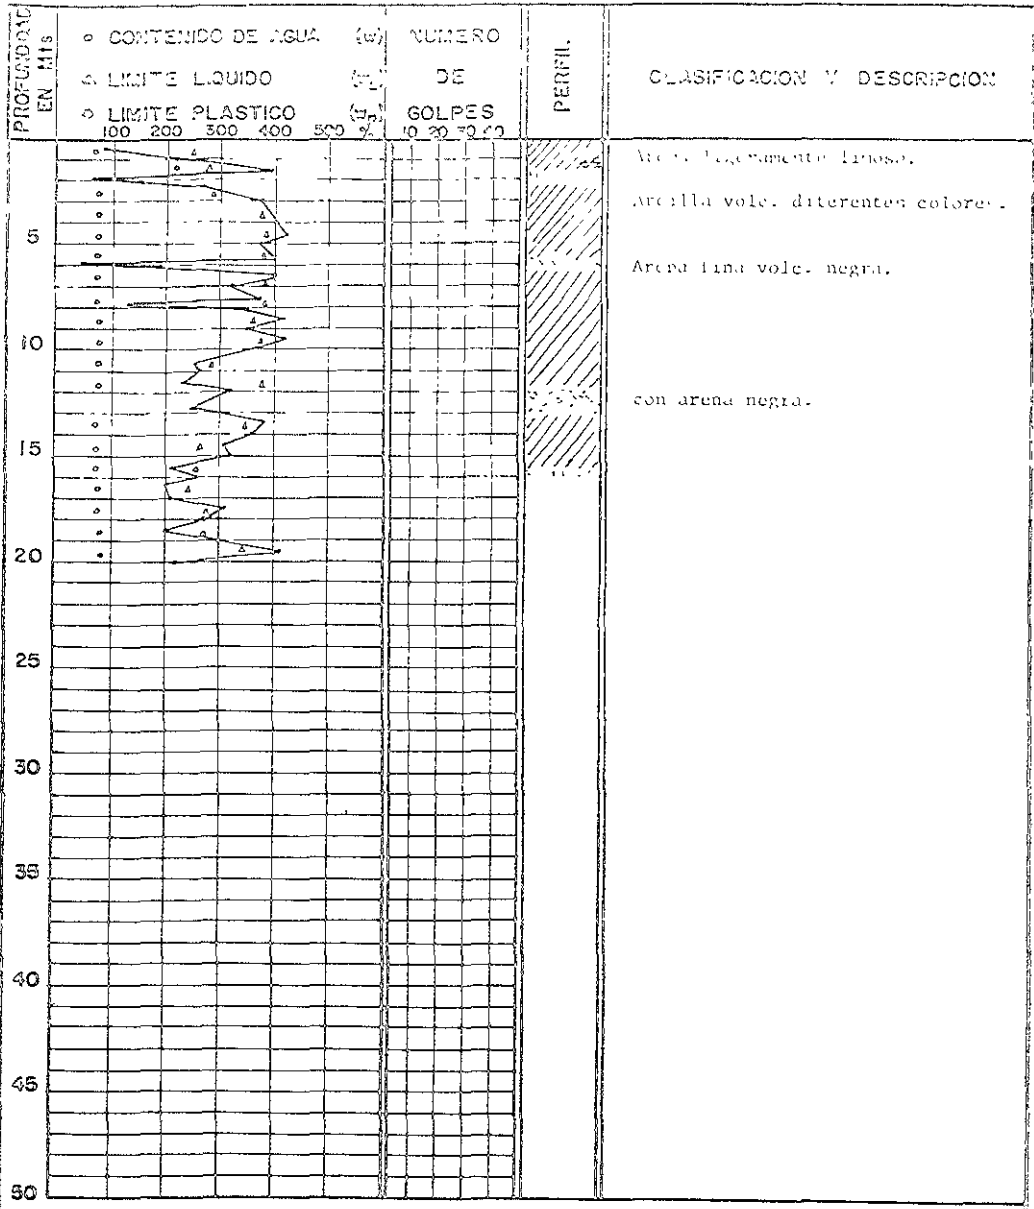 PROFUNDIDAD
EN Mts
○ CONTENIDO DE AGUA (w)
△ LIMITE LIQUIDO
○ LIMITE PLASTICO
100 200 300 400 500 %
NUMERO
DE
GOLPES
10 20 30 40
PERFIL.
CLASIFICACION Y DESCRIPCION
ligeramente limosa.
Arcilla volc. diferentes colores.
5
Arena fina volc. negra.
10
con arena negra.
15
20
25
30
35
40
45
50